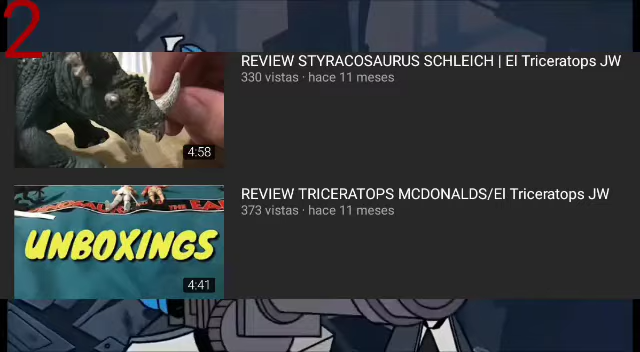 2
REVIEW STYRACOSAURUS SCHLEICH | El Triceratops JW
330 vistas · hace 11 meses
4:58
REVIEW TRICERATOPS MCDONALDS/El Triceratops JW
373 vistas · hace 11 meses
THE
UNBOXINGS
4:41